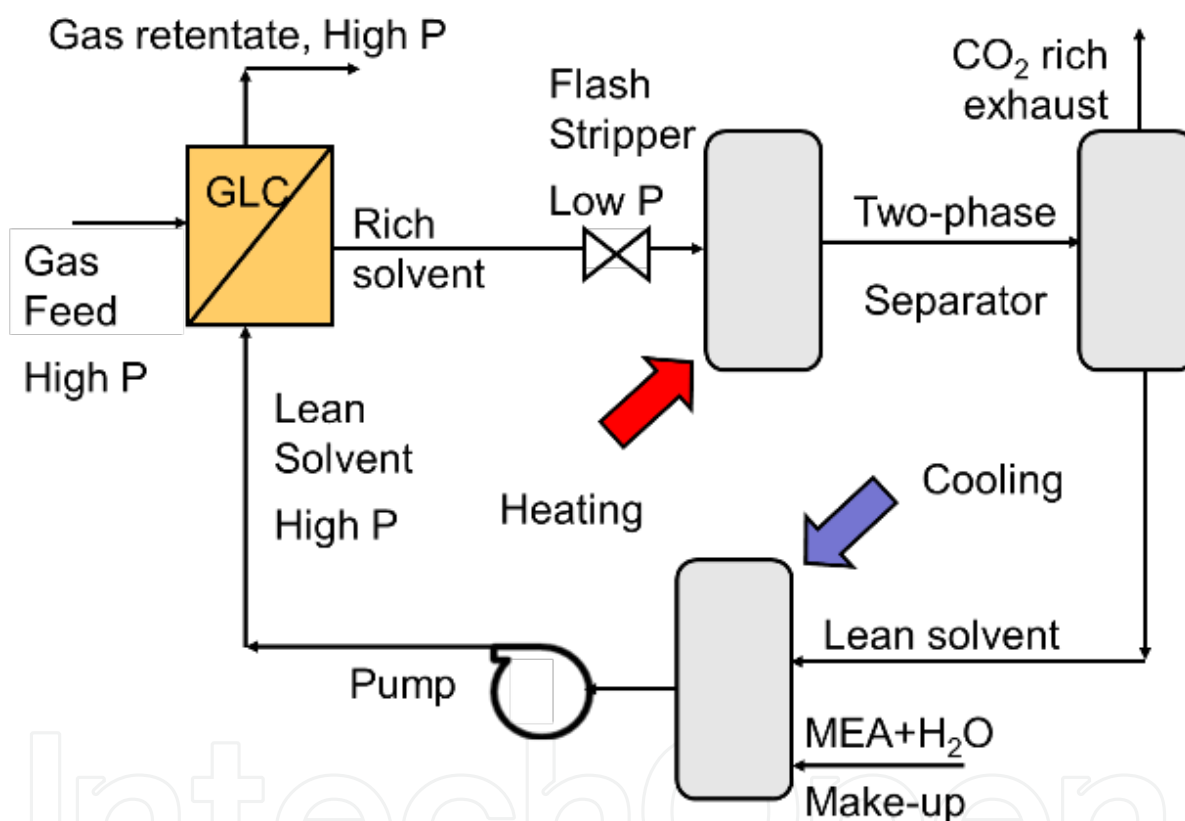 Gas retentate, High P
GLC
Gas
Feed
High P
Rich
solvent
Flash
Stripper
Low P
Two-phase
Separator
CO₂ rich
exhaust
Heating
Cooling
Lean
Solvent
High P
Pump
Lean solvent
MEA+H₂O
Make-up
IntechOpen